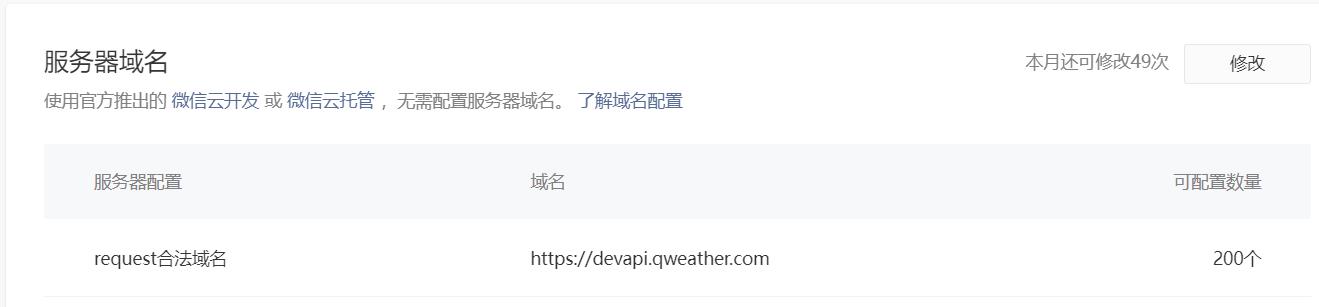 服务器域名
本月还可修改49次 修改
使用官方推出的 微信云开发 或 微信云托管 ，无需配置服务器域名。 了解域名配置
服务器配置 域名 可配置数量
request合法域名 https://devapi.qweather.com 200个